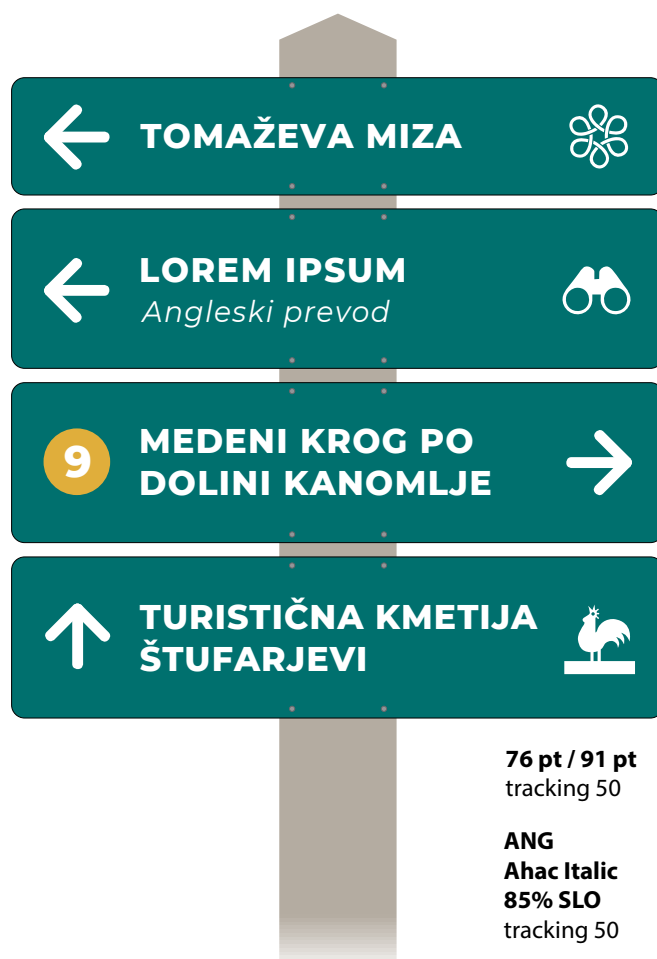 TOMAŽEVA MIZA
LOREM IPSUM
Angleski prevod
9
MEDENI KROG PO
DOLINI KANOMLJE
TURISTIČNA KMETIJA
ŠTUFARJEVI
76 pt / 91 pt
tracking 50
ANG
Ahac Italic
85% SLO
tracking 50